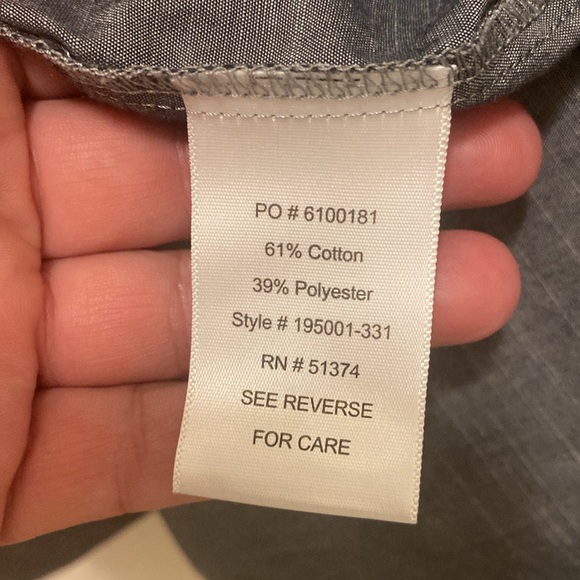 PO # 6100181
61% Cotton
39% Polyester
Style # 195001-331
RN # 51374
SEE REVERSE
FOR CARE